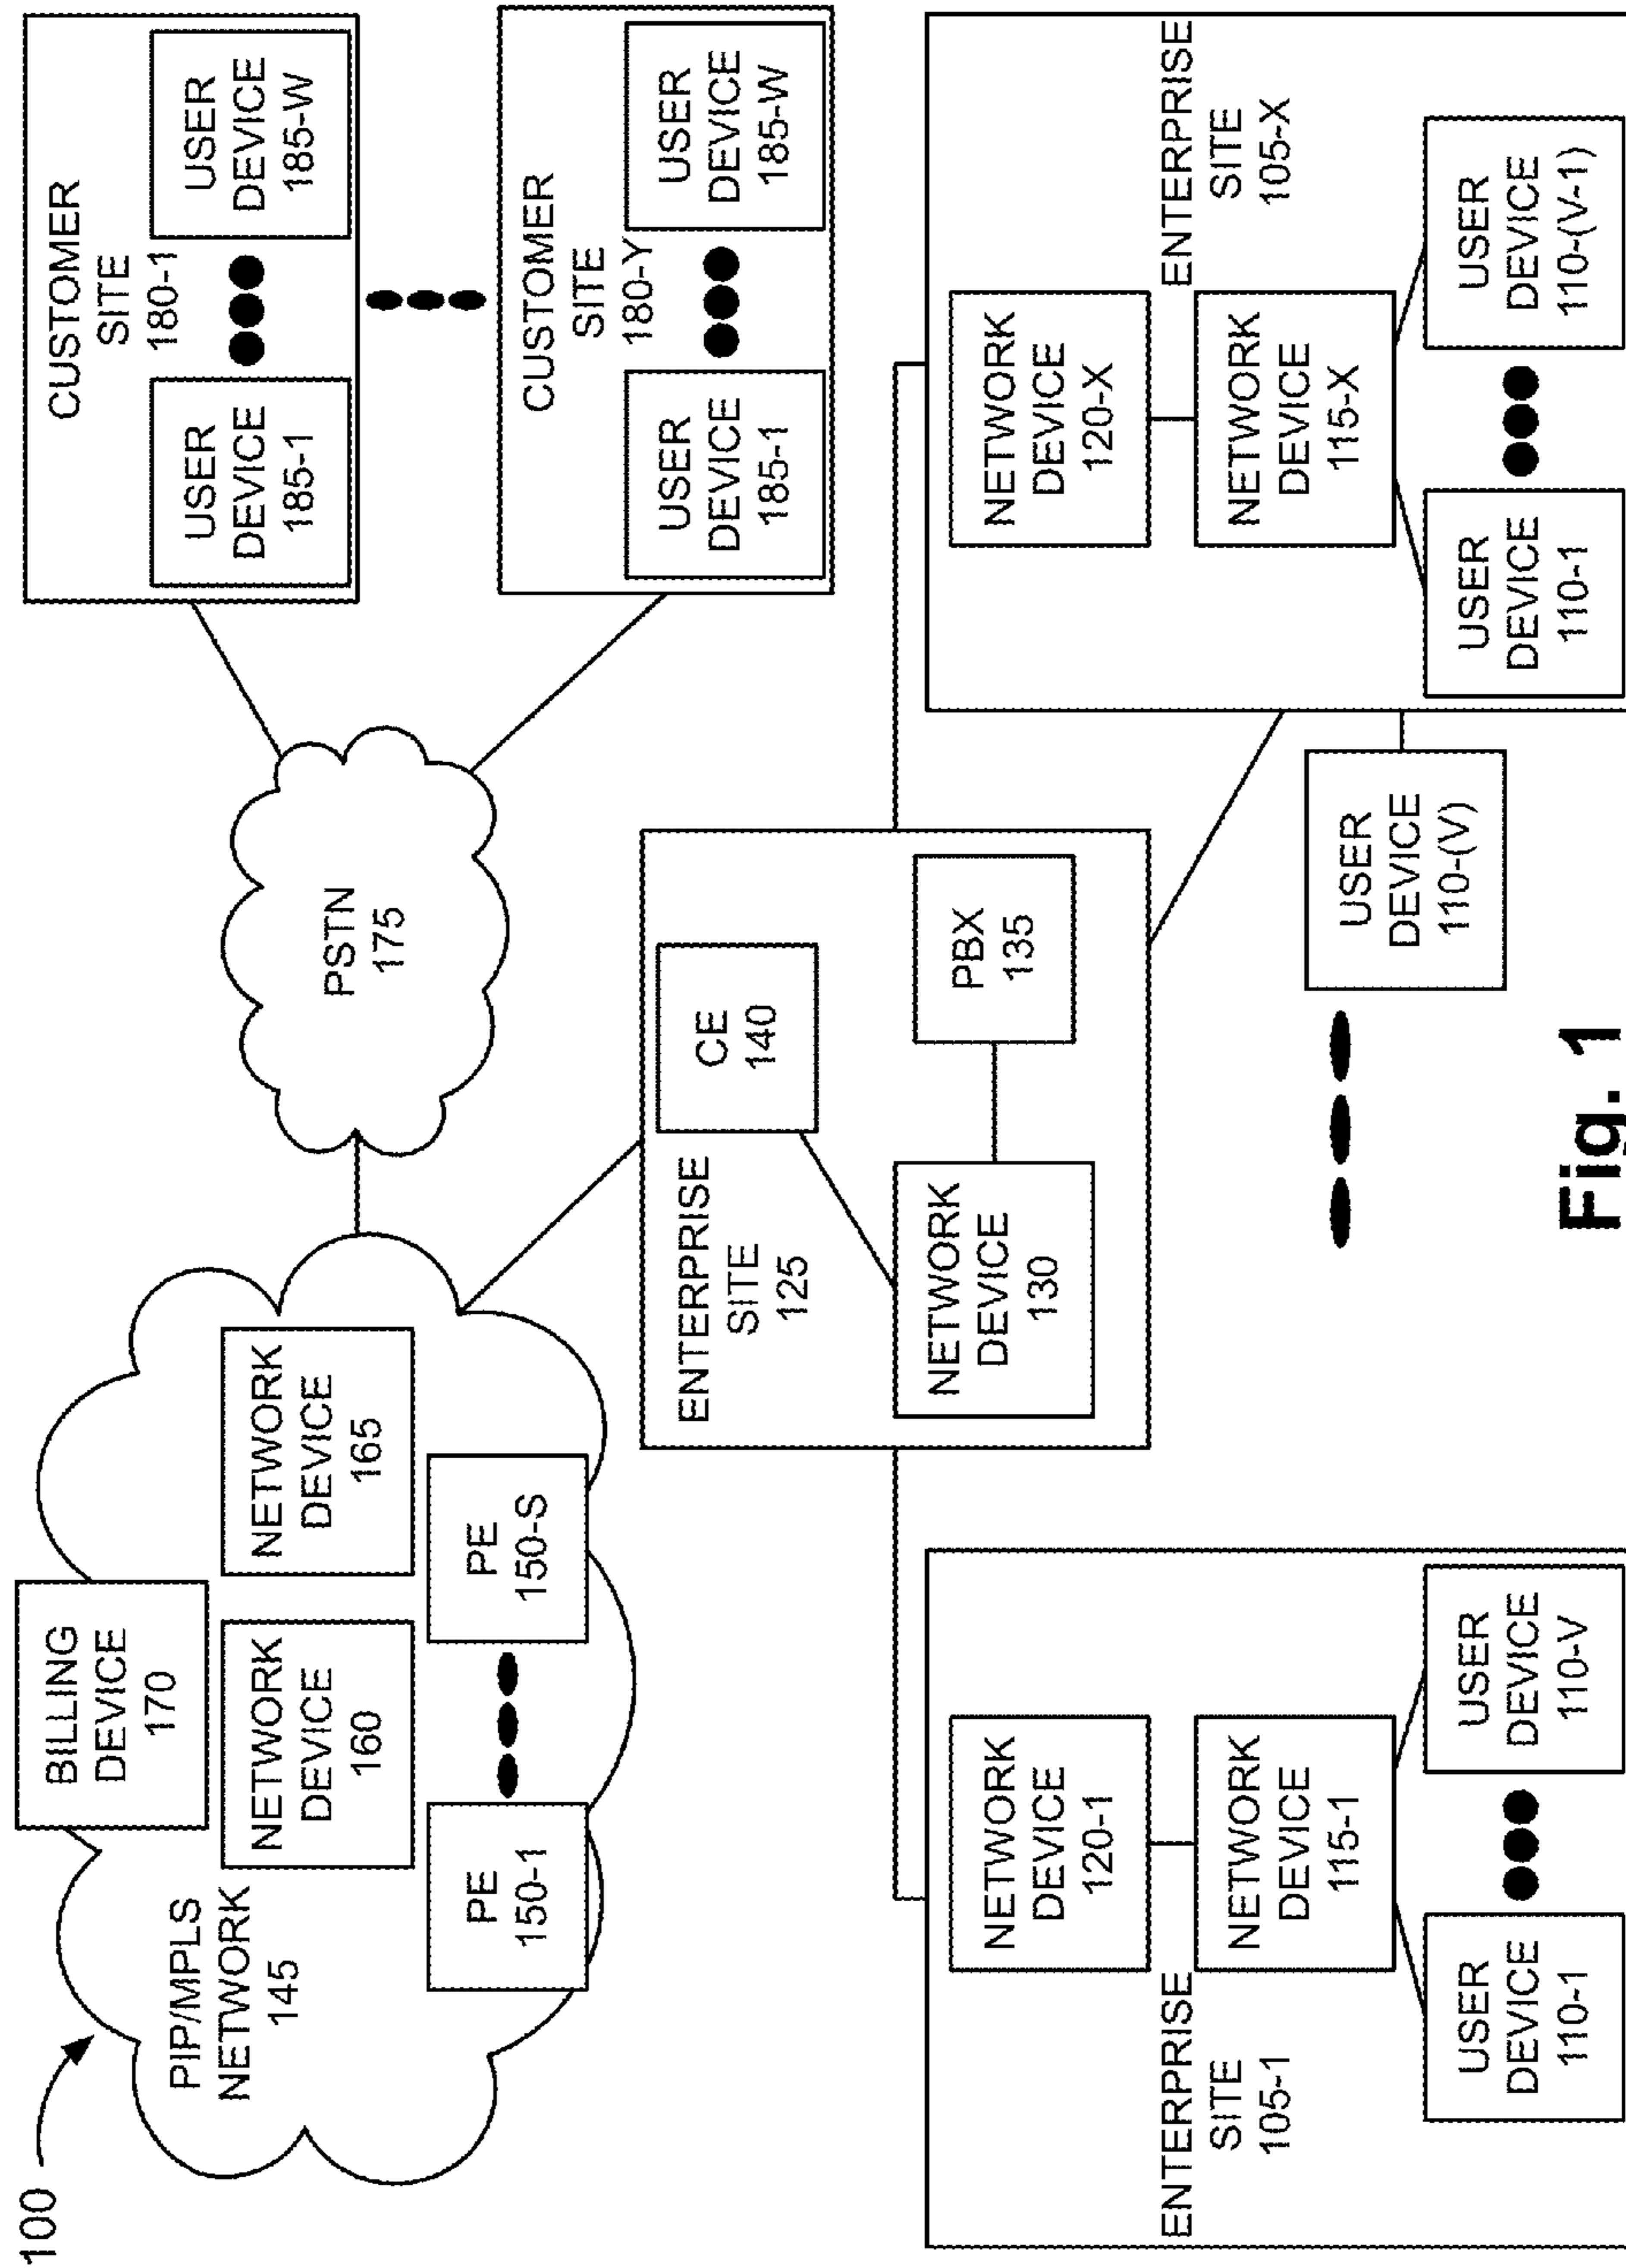 100
PIP/MPLS
NETWORK
145
BILLING
DEVICE
170
NETWORK
DEVICE
160
NETWORK
DEVICE
165
PE
150-1
PE
150-S
PSTN
175
CUSTOMER
SITE
180-1
USER
DEVICE
185-1
USER
DEVICE
185-W
CUSTOMER
SITE
180-Y
USER
DEVICE
185-1
USER
DEVICE
185-W
ENTERPRISE
SITE
125
CE
140
NETWORK
DEVICE
130
PBX
135
ENTERPRISE
SITE
105-1
NETWORK
DEVICE
120-1
NETWORK
DEVICE
115-1
USER
DEVICE
110-1
USER
DEVICE
110-V
USER
DEVICE
110-(V)
ENTERPRISE
SITE
105-X
NETWORK
DEVICE
120-X
NETWORK
DEVICE
115-X
USER
DEVICE
110-1
USER
DEVICE
110-(V-1)
Fig. 1